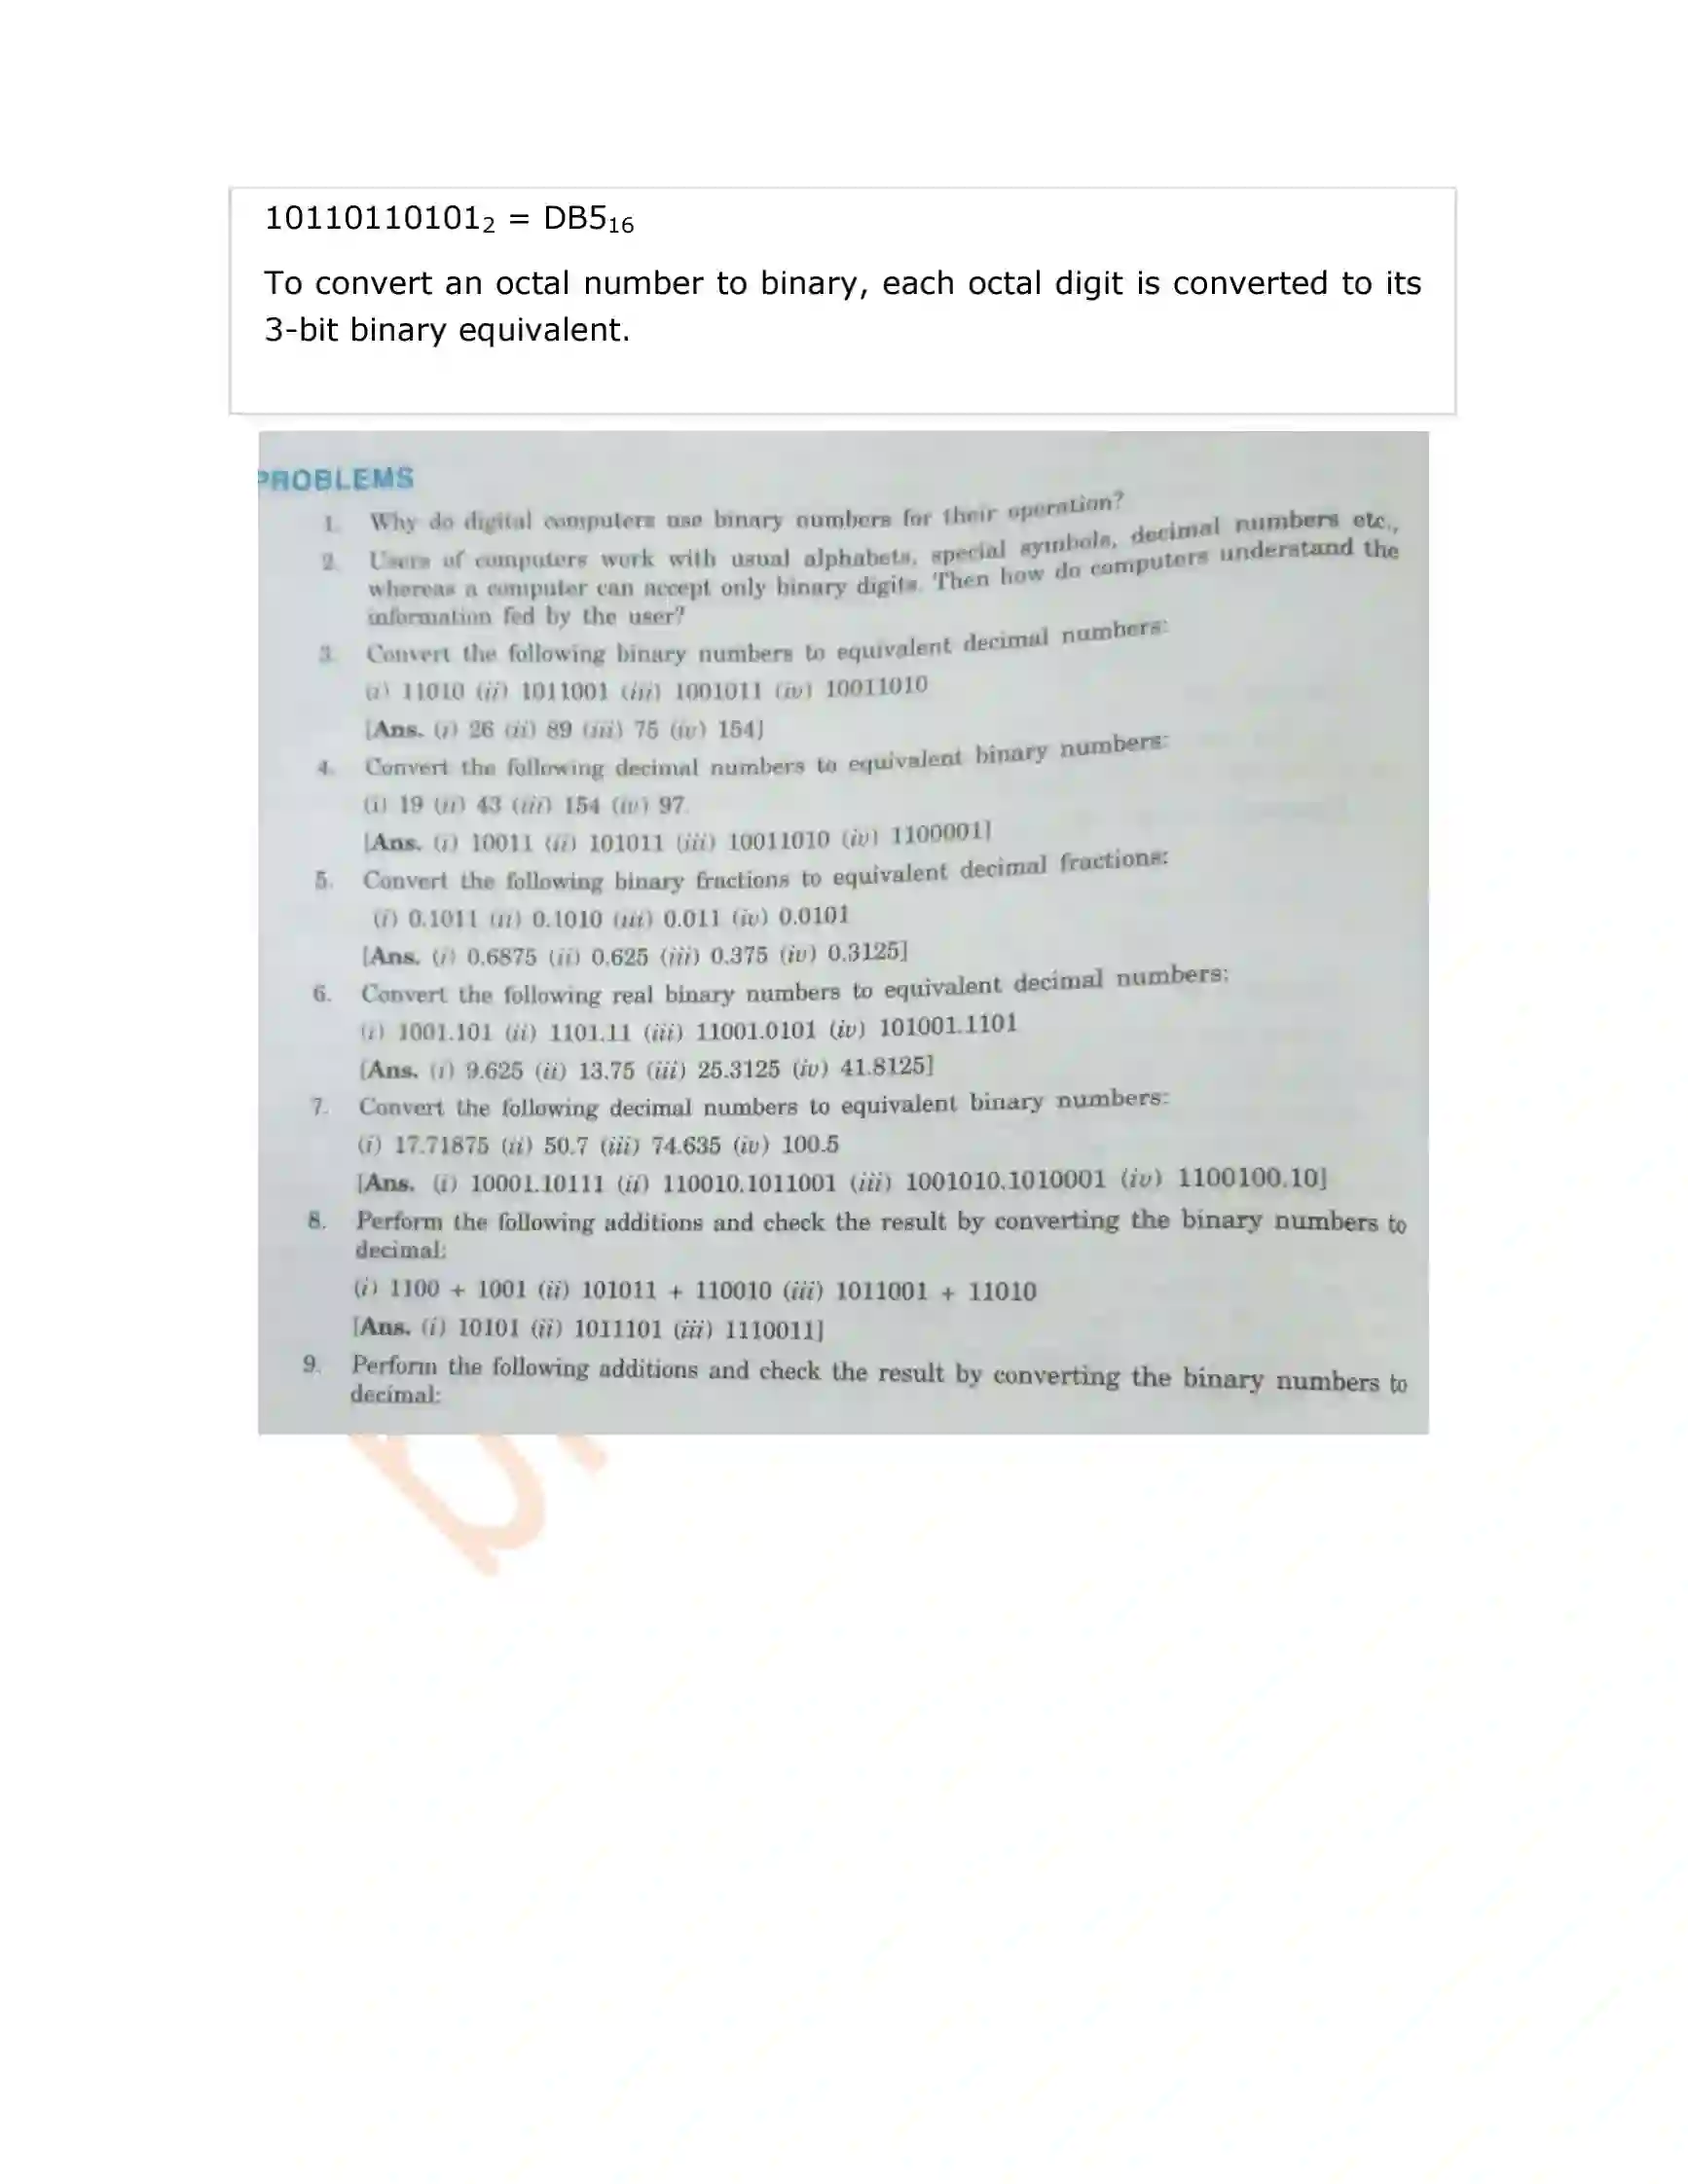 10110110101₂ = DB5₁₆
To convert an octal number to binary, each octal digit is converted to its
3-bit binary equivalent.
PROBLEMS
1. Why do digital computers use binary numbers for their operation?
2. Users of computers work with usual alphabets, special symbols, decimal numbers etc.,
whereas a computer can accept only binary digits. Then how do computers understand the
information fed by the user?
3. Convert the following binary numbers to equivalent decimal numbers:
(i) 11010 (ii) 1011001 (iii) 1001011 (iv) 10011010
[Ans. (i) 26 (ii) 89 (iii) 75 (iv) 154]
4. Convert the following decimal numbers to equivalent binary numbers:
(i) 19 (ii) 43 (iii) 154 (iv) 97.
[Ans. (i) 10011 (ii) 101011 (iii) 10011010 (iv) 1100001]
5. Convert the following binary fractions to equivalent decimal fractions:
(i) 0.1011 (ii) 0.1010 (iii) 0.011 (iv) 0.0101
[Ans. (i) 0.6875 (ii) 0.625 (iii) 0.375 (iv) 0.3125]
6. Convert the following real binary numbers to equivalent decimal numbers:
(i) 1001.101 (ii) 1101.11 (iii) 11001.0101 (iv) 101001.1101
[Ans. (i) 9.625 (ii) 13.75 (iii) 25.3125 (iv) 41.8125]
7. Convert the following decimal numbers to equivalent binary numbers:
(i) 17.71875 (ii) 50.7 (iii) 74.635 (iv) 100.5
[Ans. (i) 10001.10111 (ii) 110010.1011001 (iii) 1001010.1010001 (iv) 1100100.10]
8. Perform the following additions and check the result by converting the binary numbers to
decimal:
(i) 1100 + 1001 (ii) 101011 + 110010 (iii) 1011001 + 11010
[Ans. (i) 10101 (ii) 1011101 (iii) 1110011]
9. Perform the following additions and check the result by converting the binary numbers to
decimal: